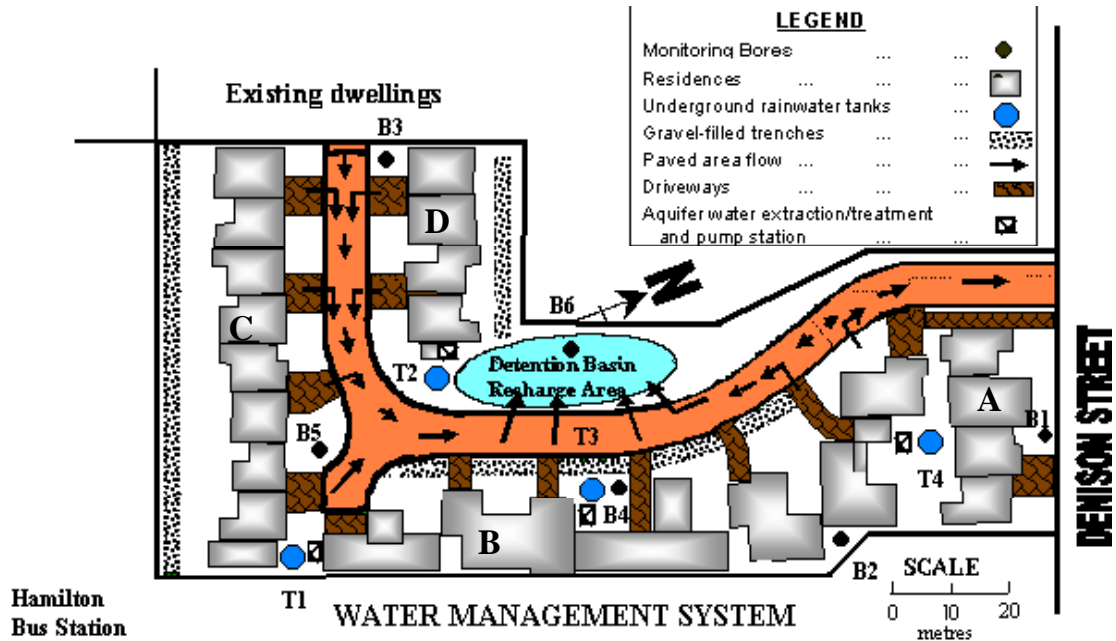 LEGEND
Monitoring Bores ... ...
Residences ... ... ...
Underground rainwater tanks ...
Gravel-filled trenches ... ...
Paved area flow ... ... ...
Driveways ... ... ...
Aquifer water extraction/treatment
and pump station ... ...
Existing dwellings
B3
D
B6
N
C
T2
Detention Basin
Recharge Area
A
B1
B5
T3
T4
B4
B
B2
T1
SCALE
0 10 20
metres
DENISON STREET
Hamilton
Bus Station
WATER MANAGEMENT SYSTEM